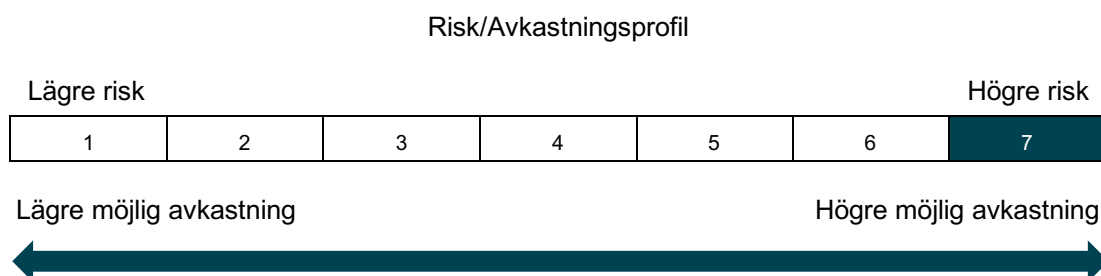 Risk/Avkastningsprofil
Lägre risk Högre risk
1 2 3 4 5 6 7
Lägre möjlig avkastning Högre möjlig avkastning